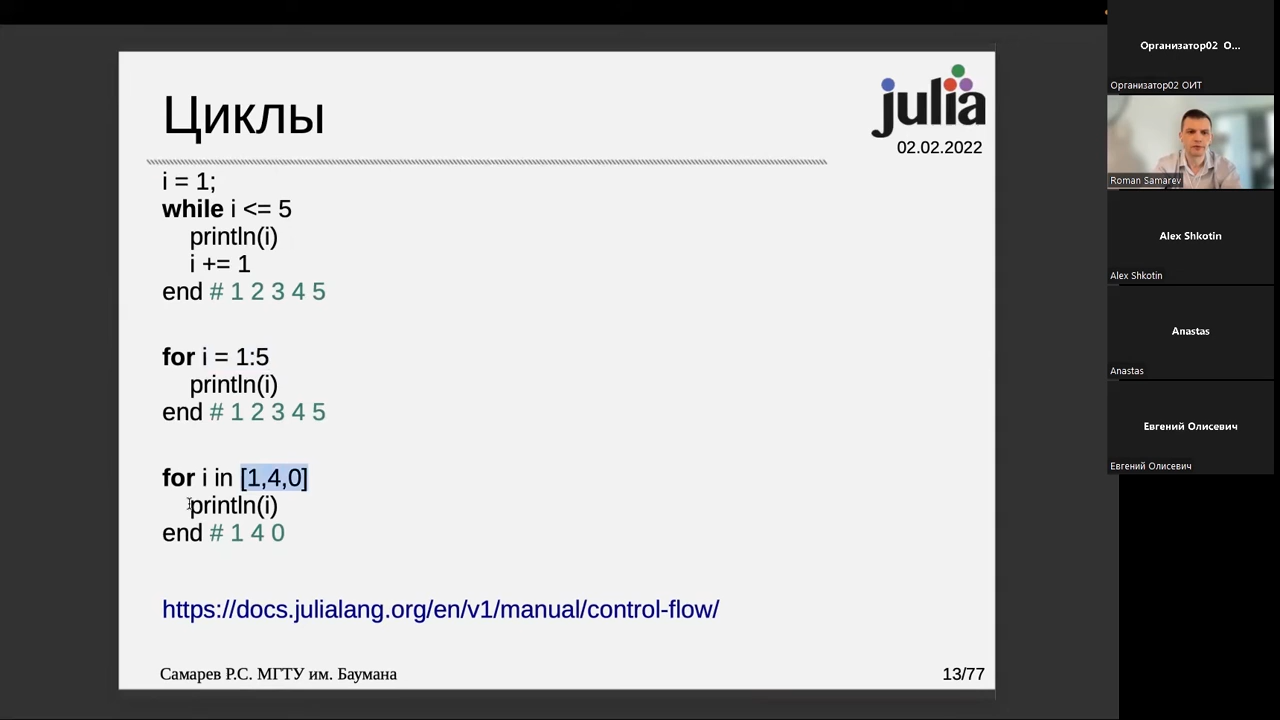 Циклы
julia
02.02.2022
i = 1;
while i <= 5
println(i)
i += 1
end # 1 2 3 4 5
for i = 1:5
println(i)
end # 1 2 3 4 5
for i in [1,4,0]
println(i)
end # 1 4 0
https://docs.julialang.org/en/v1/manual/control-flow/
Самарев Р.С. МГТУ им. Баумана
13/77
Организатор02 О...
Организатор02 ОИТ
Roman Samarev
Alex Shkotin
Alex Shkotin
Anastas
Anastas
Евгений Олисевич
Евгений Олисевич